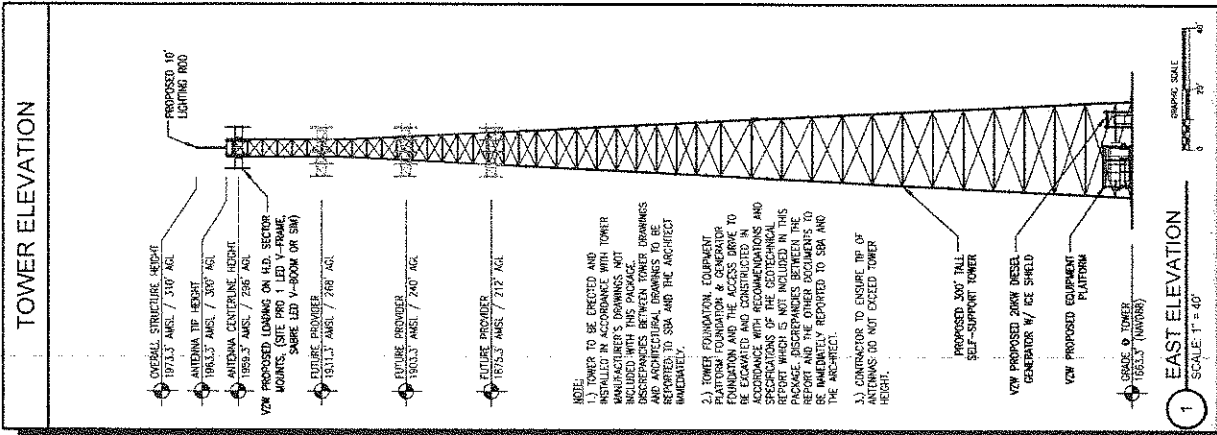 TOWER ELEVATION
PROPOSED 10'
LIGHTING ROD
OVERALL STRUCTURE HEIGHT
1973.5' AMSL / 310' AGL
ANTENNA TIP HEIGHT
1963.5' AMSL / 300' AGL
ANTENNA CENTERLINE HEIGHT
1959.5' AMSL / 296' AGL
VZW PROPOSED LOADING ON H.D. SECTOR
MOUNTS, (SITE PRO 1 LED V-FRAME,
SABRE LED V-BOOM OR SIM)
FUTURE PROVIDER
1931.5' AMSL / 268' AGL
FUTURE PROVIDER
1903.5' AMSL / 240' AGL
FUTURE PROVIDER
1875.5' AMSL / 212' AGL
NOTE:
1.) TOWER TO BE ERECTED AND
INSTALLED IN ACCORDANCE WITH TOWER
MANUFACTURER'S DRAWINGS NOT
INCLUDED WITH THIS PACKAGE.
DISCREPANCIES BETWEEN TOWER DRAWINGS
AND ARCHITECTURAL DRAWINGS TO BE
REPORTED TO SBA AND THE ARCHITECT
IMMEDIATELY.
2.) TOWER FOUNDATION, EQUIPMENT
PLATFORM FOUNDATION & GENERATOR
FOUNDATION AND THE ACCESS DRIVE TO
BE EXCAVATED AND CONSTRUCTED IN
ACCORDANCE WITH RECOMMENDATIONS AND
SPECIFICATIONS OF THE GEOTECHNICAL
REPORT WHICH IS NOT INCLUDED IN THIS
PACKAGE. DISCREPANCIES BETWEEN THE
REPORT AND THE OTHER DOCUMENTS TO
BE IMMEDIATELY REPORTED TO SBA AND
THE ARCHITECT.
3.) CONTRACTOR TO ENSURE TIP OF
ANTENNAS DO NOT EXCEED TOWER
HEIGHT.
PROPOSED 300' TALL
SELF-SUPPORT TOWER
VZW PROPOSED 20KW DIESEL
GENERATOR W/ ICE SHIELD
VZW PROPOSED EQUIPMENT
PLATFORM
GRADE @ TOWER
1663.5' (NAVD88)
1
EAST ELEVATION
SCALE: 1" = 40'
GRAPHIC SCALE
0 20' 40'